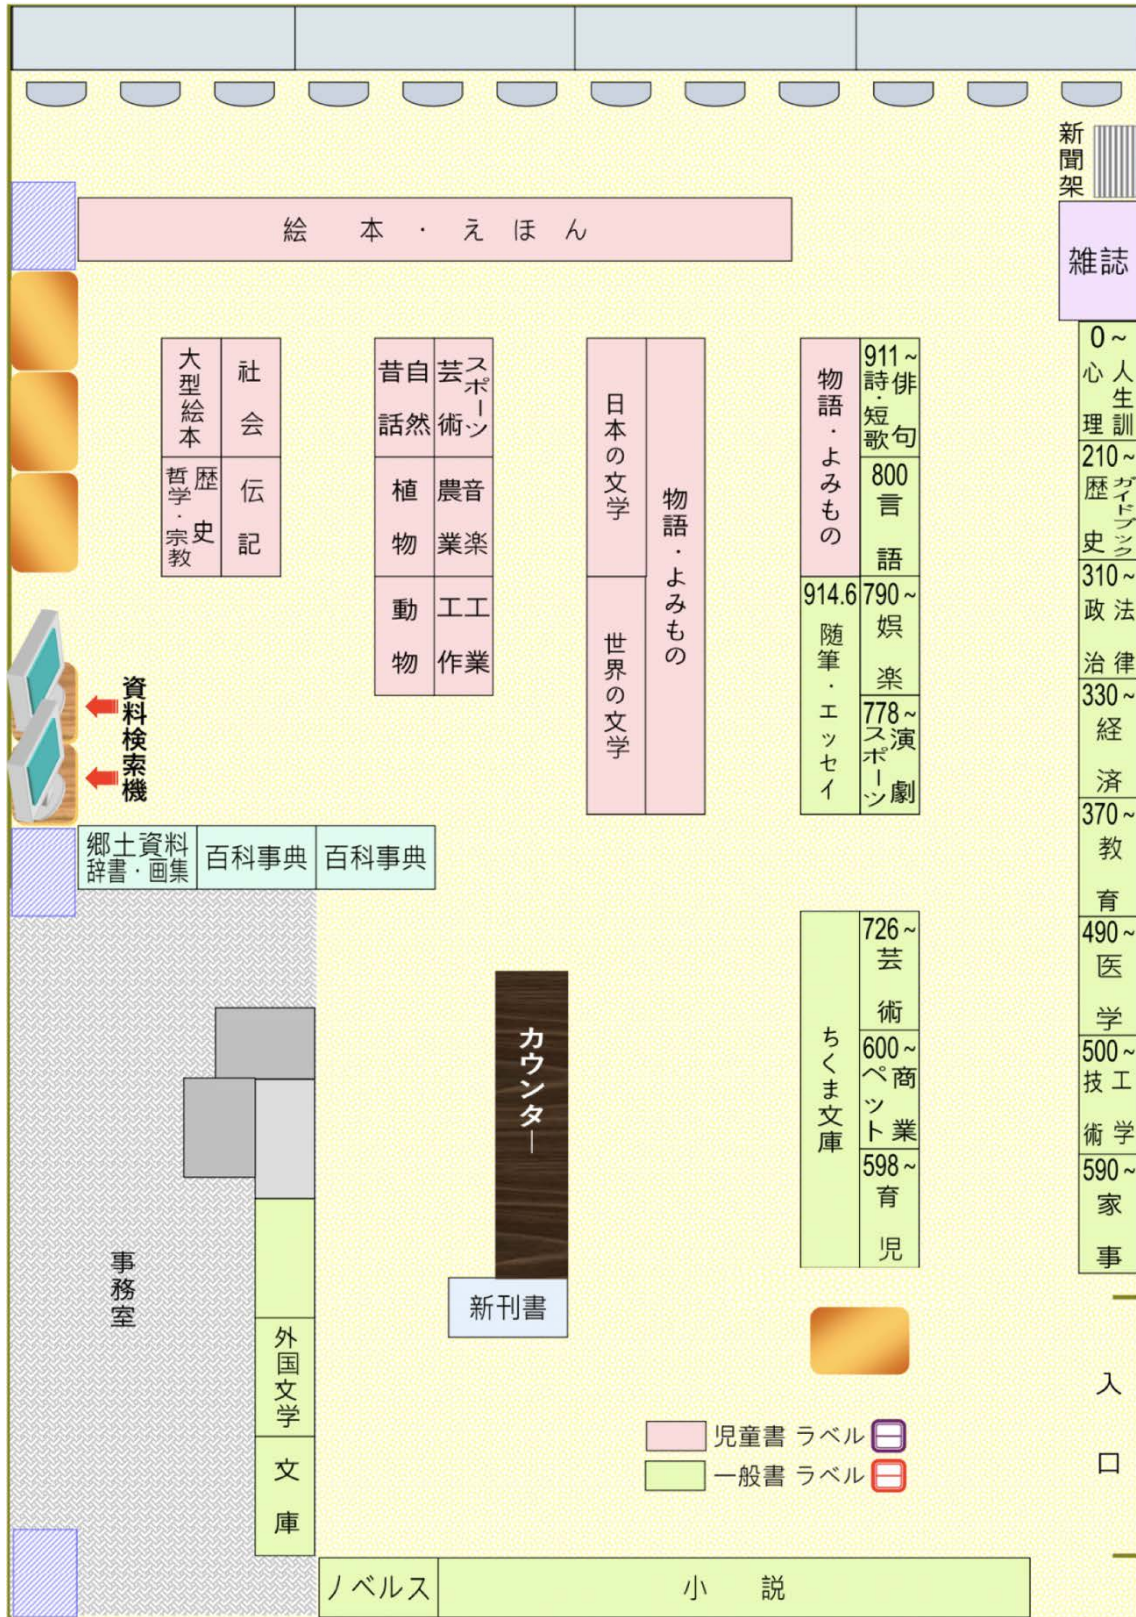 新聞架
絵本・えほん
雑誌
大型絵本
社会
哲学・宗教
歴史
伝記
昔話
自然
芸術
スポーツ
植物
農業
音楽
動物
工作
工業
日本の文学
世界の文学
物語・よみもの
物語・よみもの
911～
詩・短歌
俳句
800
言語
914.6
随筆・エッセイ
790～
娯楽
778～
スポーツ
演劇
0～
心理
人生訓
210～
歴史
ガイドブック
310～
政治
法律
330～
経済
370～
教育
490～
医学
500～
技術
工学
590～
家事
資料検索機
郷土資料
辞書・画集
百科事典
百科事典
カウンター
新刊書
ちくま文庫
726～
芸術
600～
ペット
商業
598～
育児
事務室
外国文学
文庫
児童書 ラベル
一般書 ラベル
入口
ノベルス
小説